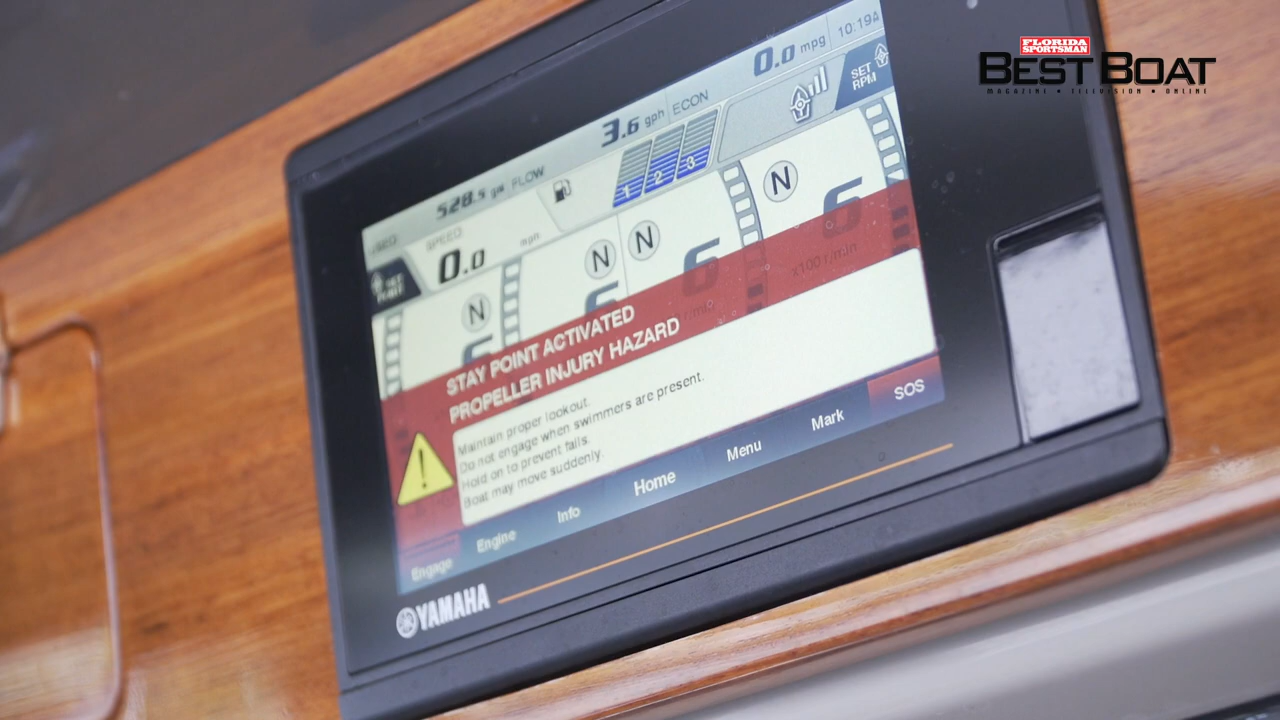 FLORIDA
SPORTSMAN
BEST BOAT
MAGAZINE • TELEVISION • ONLINE
528.5 gal FLOW 3.6 gph ECON 0.0 mpg 10:19A
SPEED 0.0 mph
1 2 3
SET
RPM
N N N N
6 6 6 6
x100 r/min
STAY POINT ACTIVATED
PROPELLER INJURY HAZARD
Maintain proper lookout.
Do not engage when swimmers are present.
Hold on to prevent falls.
Boat may move suddenly.
Engage Engine Info Home Menu Mark SOS
YAMAHA